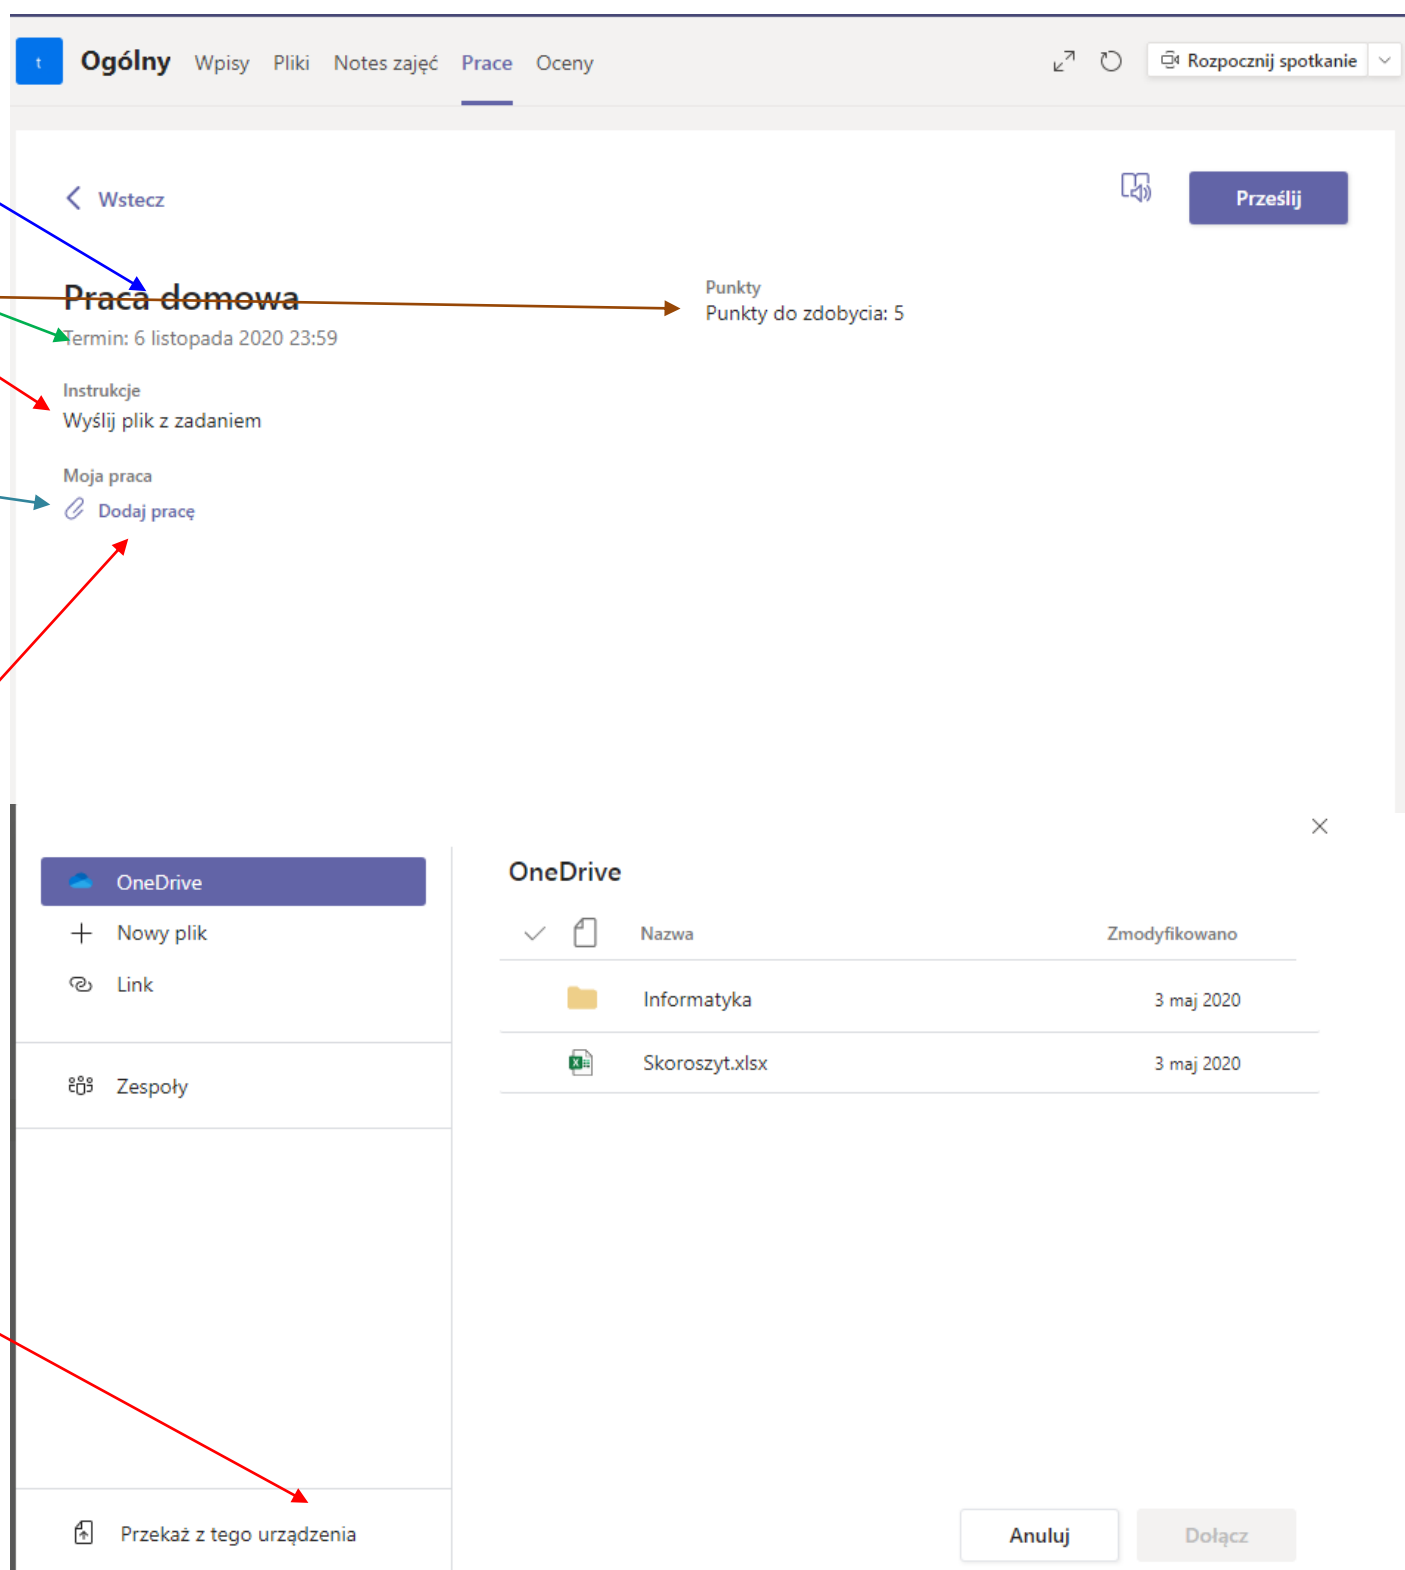 t Ogólny Wpisy Pliki Notes zajęć Prace Oceny Rozpocznij spotkanie
Wstecz Prześlij
Praca domowa
Termin: 6 listopada 2020 23:59
Punkty
Punkty do zdobycia: 5
Instrukcje
Wyślij plik z zadaniem
Moja praca
Dodaj pracę
OneDrive
Nowy plik
Link
Zespoły
Przekaż z tego urządzenia
OneDrive
Nazwa Zmodyfikowano
Informatyka 3 maj 2020
Skoroszyt.xlsx 3 maj 2020
Anuluj Dołącz